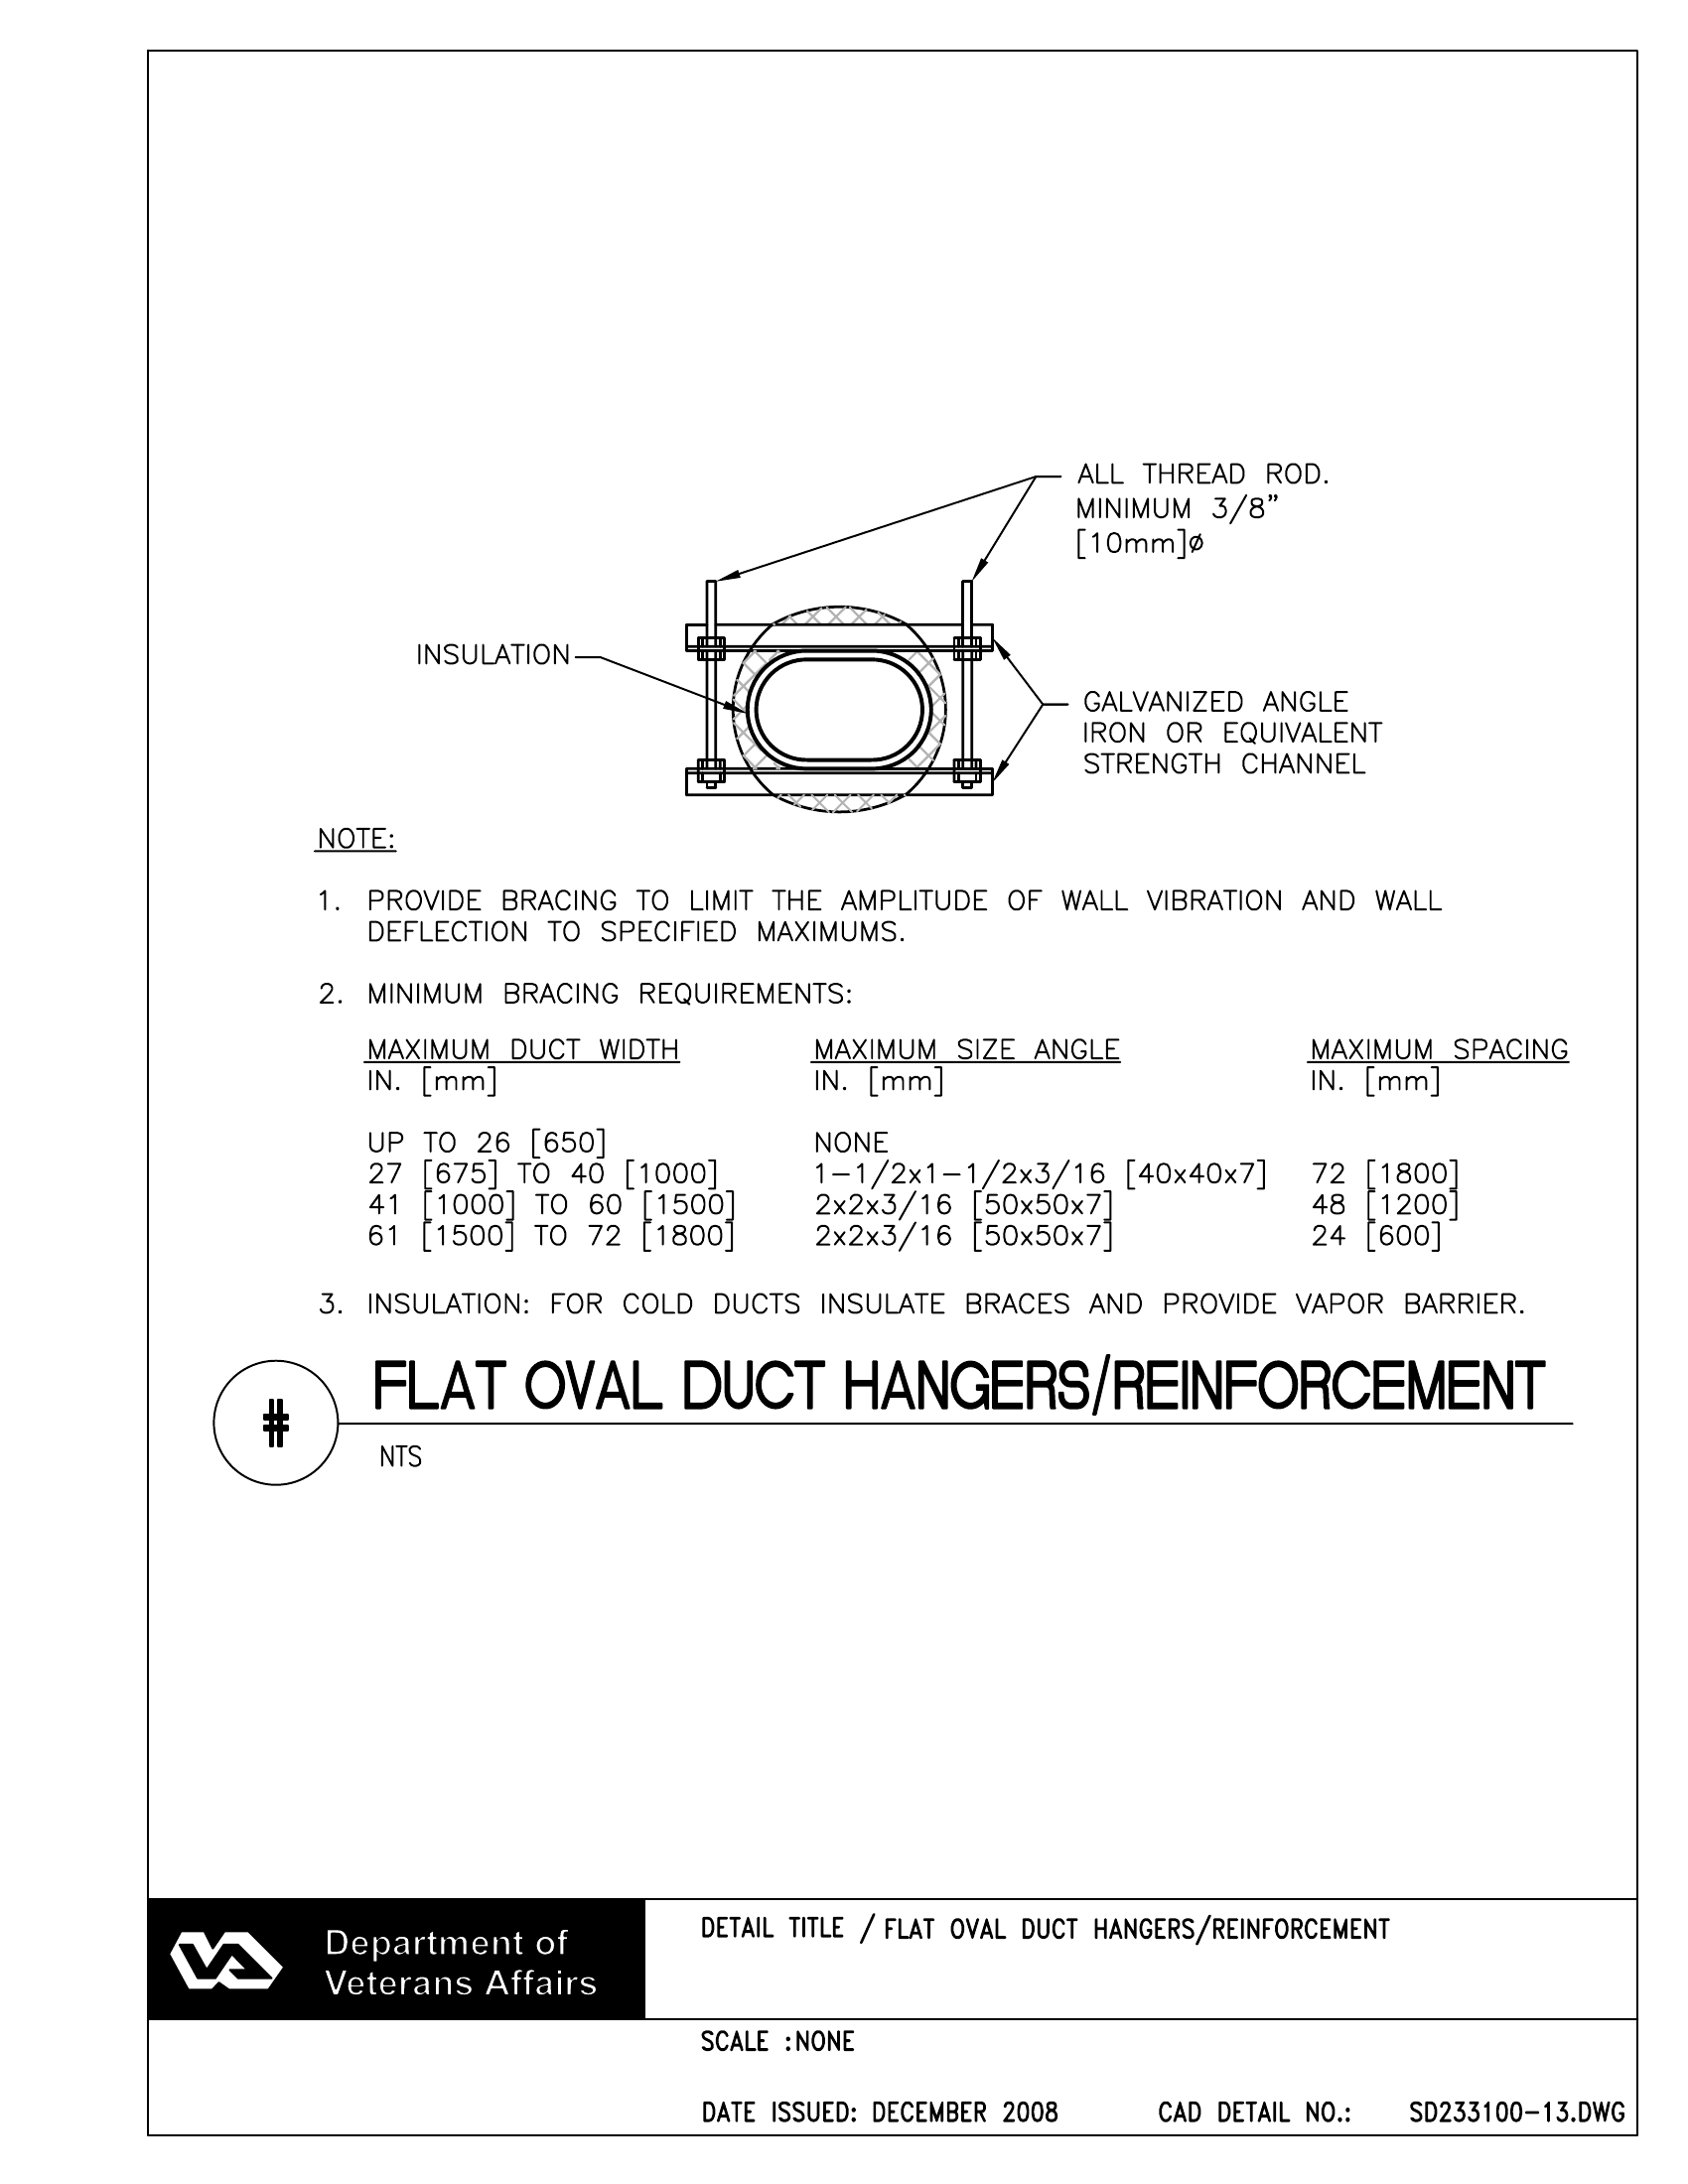 ALL THREAD ROD.
MINIMUM 3/8"
[10mm]ø
INSULATION
GALVANIZED ANGLE
IRON OR EQUIVALENT
STRENGTH CHANNEL
NOTE:
1. PROVIDE BRACING TO LIMIT THE AMPLITUDE OF WALL VIBRATION AND WALL
DEFLECTION TO SPECIFIED MAXIMUMS.
2. MINIMUM BRACING REQUIREMENTS:
MAXIMUM DUCT WIDTH MAXIMUM SIZE ANGLE MAXIMUM SPACING
IN. [mm] IN. [mm] IN. [mm]
UP TO 26 [650] NONE
27 [675] TO 40 [1000] 1-1/2x1-1/2x3/16 [40x40x7] 72 [1800]
41 [1000] TO 60 [1500] 2x2x3/16 [50x50x7] 48 [1200]
61 [1500] TO 72 [1800] 2x2x3/16 [50x50x7] 24 [600]
3. INSULATION: FOR COLD DUCTS INSULATE BRACES AND PROVIDE VAPOR BARRIER.
# FLAT OVAL DUCT HANGERS/REINFORCEMENT
NTS
Department of
Veterans Affairs
DETAIL TITLE / FLAT OVAL DUCT HANGERS/REINFORCEMENT
SCALE :NONE
DATE ISSUED: DECEMBER 2008 CAD DETAIL NO.: SD233100-13.DWG